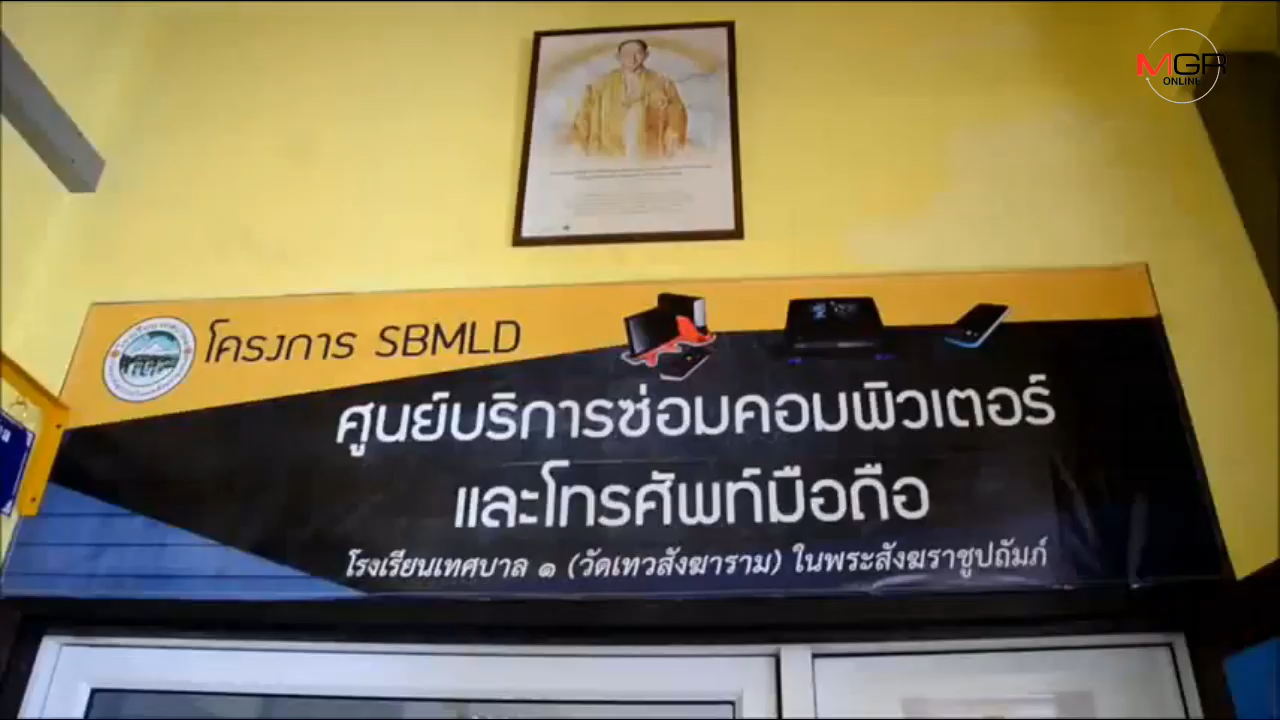 MGR
ONLINE
โครงการ SBMLD
ศูนย์บริการซ่อมคอมพิวเตอร์
และโทรศัพท์มือถือ
โรงเรียนเทศบาล ๑ (วัดเทวสังฆาราม) ในพระสังฆราชูปถัมภ์